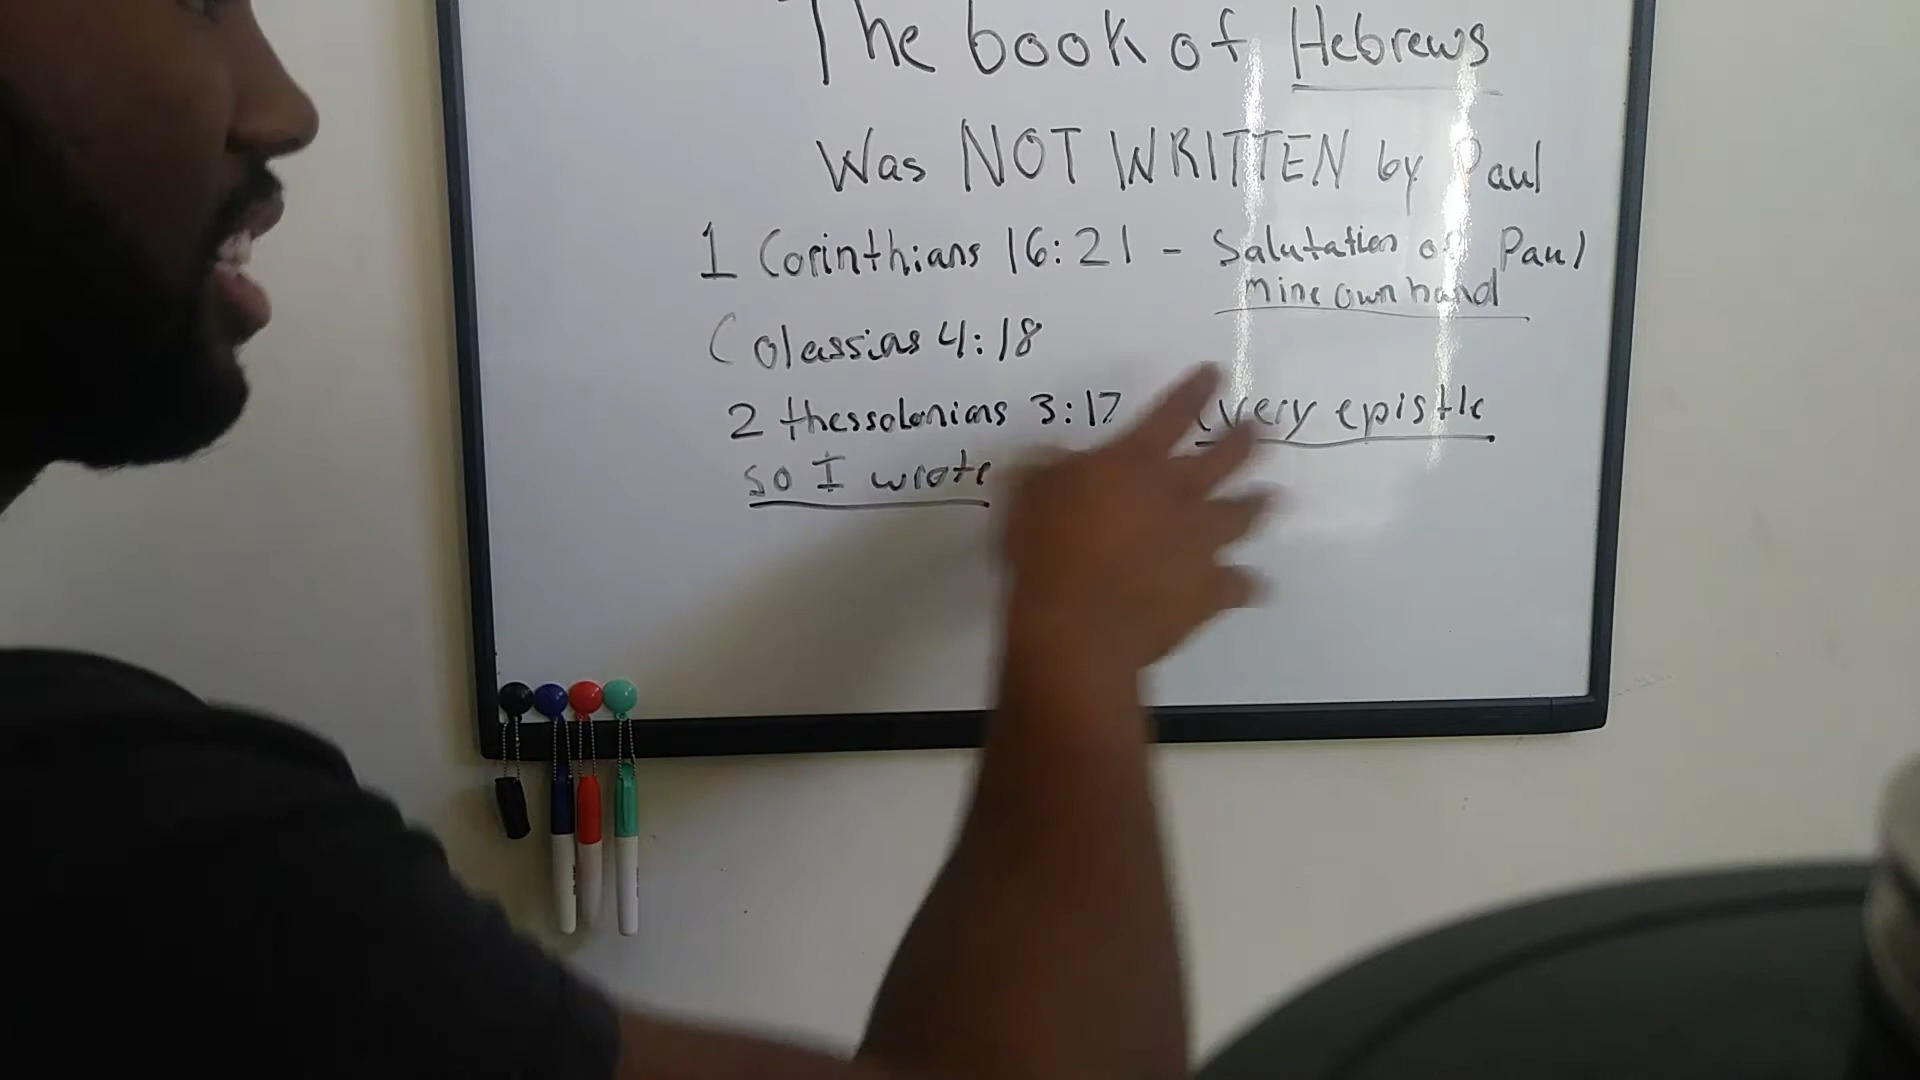 The book of Hebrews
Was NOT WRITTEN by Paul
1 Corinthians 16:21 - Salutation of Paul
mine own hand
Colassias 4:18
2 thessolonians 3:17 every epistle
so I wrote